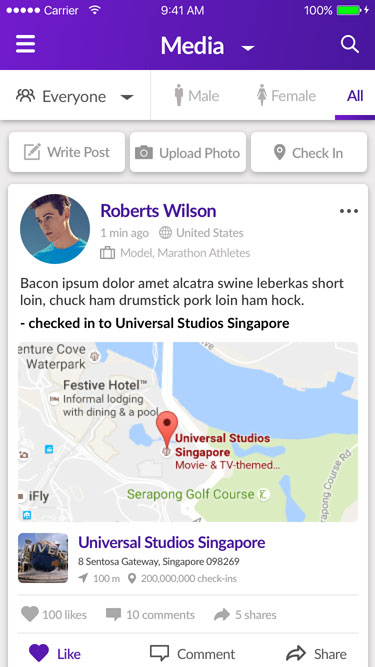 Carrier 9:41 AM 100%
Media
Everyone Male Female All
Write Post Upload Photo Check In
Roberts Wilson
1 min ago United States
Model, Marathon Athletes
Bacon ipsum dolor amet alcatra swine leberkas short
loin, chuck ham drumstick pork loin ham hock.
- checked in to Universal Studios Singapore
enture Cove
Waterpark
Festive Hotel™
Informal lodging
with dining & a pool
Universal Studios
Singapore
Movie- & TV-themed...
iFly
Serapong Golf Course
Serapong Rd
Universal Studios Singapore
8 Sentosa Gateway, Singapore 098269
100 m 200,000,000 check-ins
100 likes 10 comments 5 shares
Like Comment Share